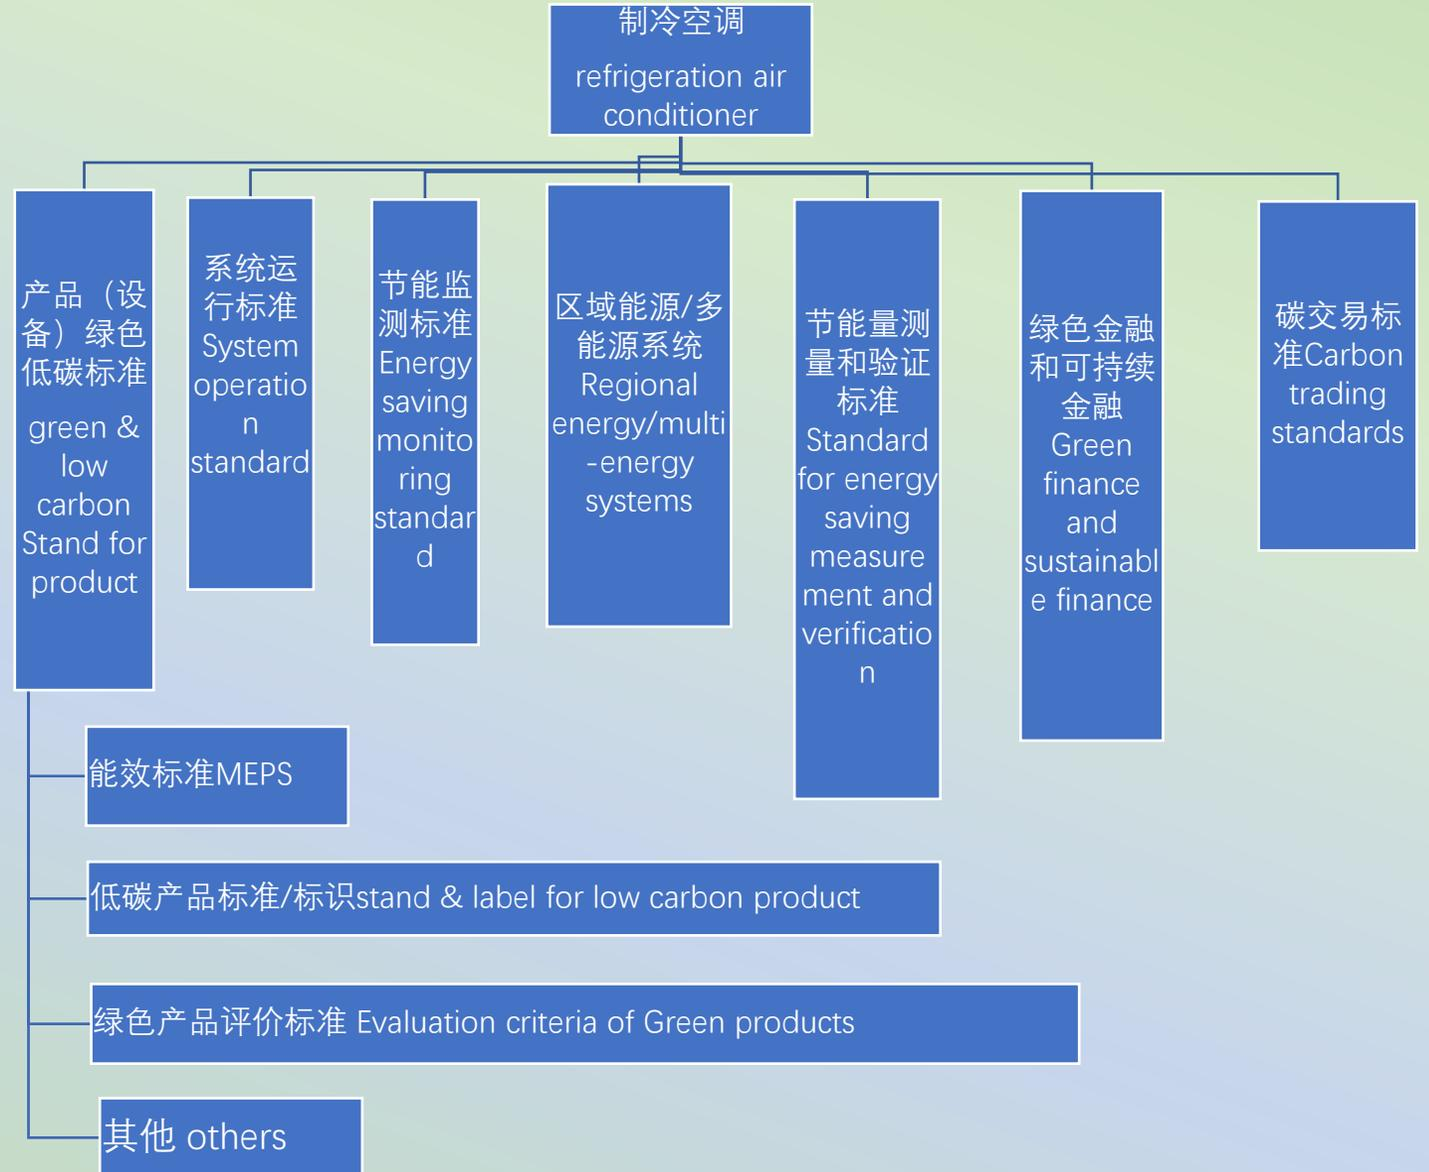 制冷空调
refrigeration air
conditioner
产品（设
备）绿色
低碳标准
green &
low
carbon
Stand for
product
系统运
行标准
System
operatio
n
standard
节能监
测标准
Energy
saving
monito
ring
standar
d
区域能源/多
能源系统
Regional
energy/multi
-energy
systems
节能量测
量和验证
标准
Standard
for energy
saving
measure
ment and
verificatio
n
绿色金融
和可持续
金融
Green
finance
and
sustainabl
e finance
碳交易标
准Carbon
trading
standards
能效标准MEPS
低碳产品标准/标识stand & label for low carbon product
绿色产品评价标准 Evaluation criteria of Green products
其他 others